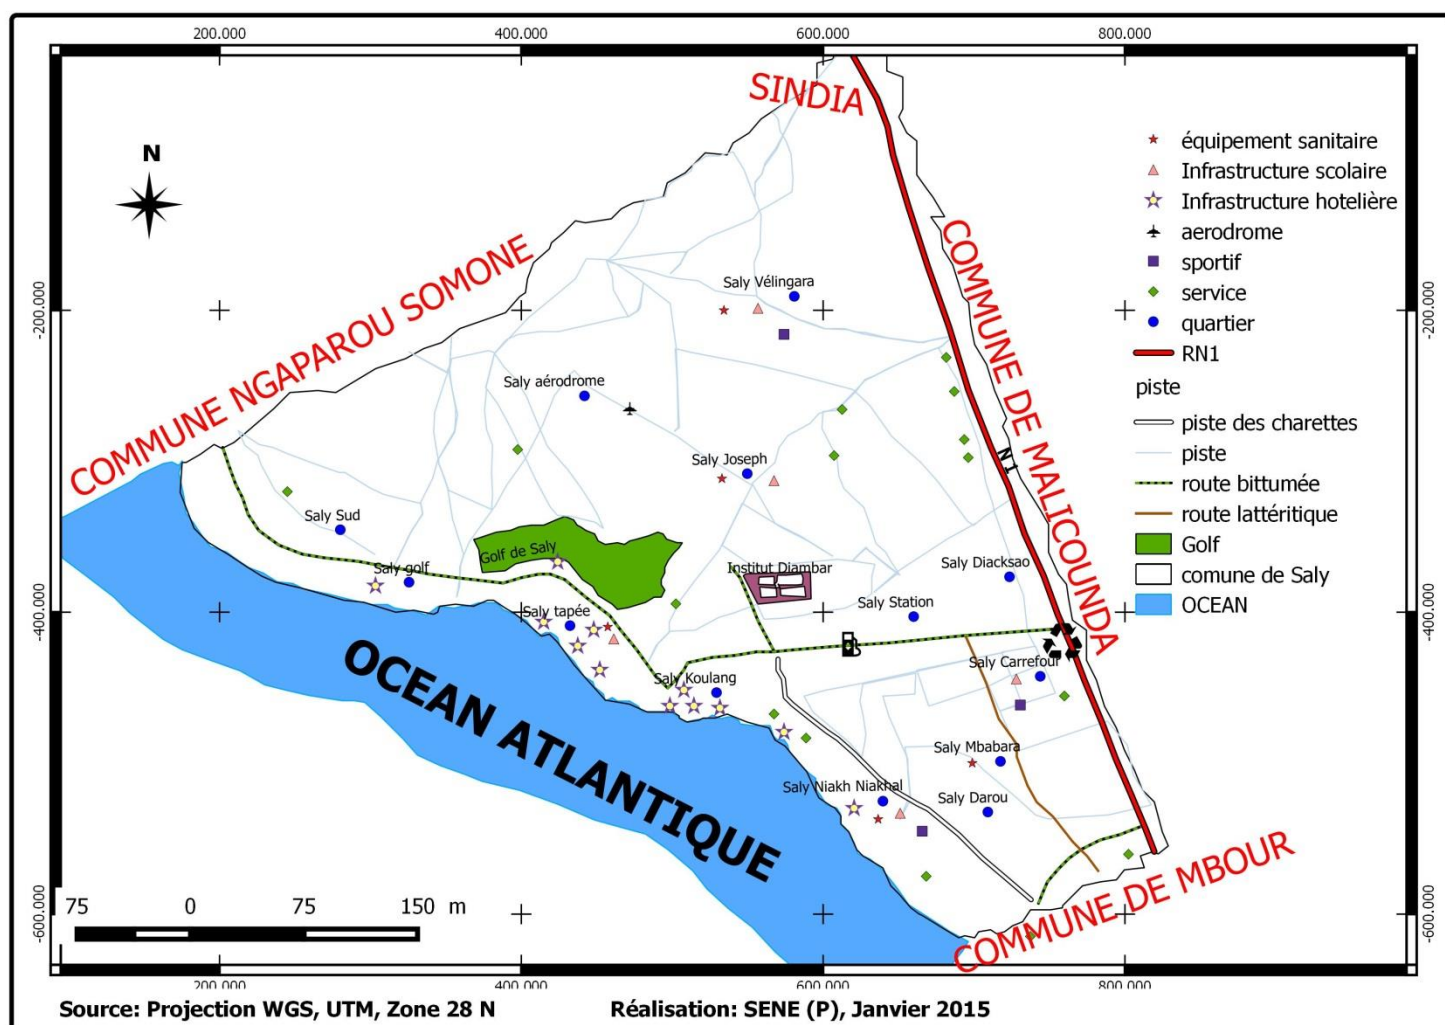 200.000 400.000 600.000 800.000
SINDIA
N
équipement sanitaire
Infrastructure scolaire
Infrastructure hotelière
aerodrome
sportif
service
quartier
RN1
piste
piste des charettes
piste
route bittumée
route lattéritique
Golf
comune de Saly
OCEAN
COMMUNE NGAPAROU SOMONE
COMMUNE DE MALICOUNDA
-200.000 -200.000
Saly Vélingara
Saly aérodrome
Saly Joseph
N 1
Saly Sud
Golf de Saly
Saly golf
Institut Diambar
Saly Diacksao
Saly tapée
Saly Station
-400.000 -400.000
Saly Carrefour
Saly Koulang
OCEAN ATLANTIQUE
Saly Mbabara
Saly Niakh Niakhal
Saly Darou
COMMUNE DE MBOUR
-600.000 -600.000
75 0 75 150 m
200.000 400.000 600.000 800.000
Source: Projection WGS, UTM, Zone 28 N Réalisation: SENE (P), Janvier 2015